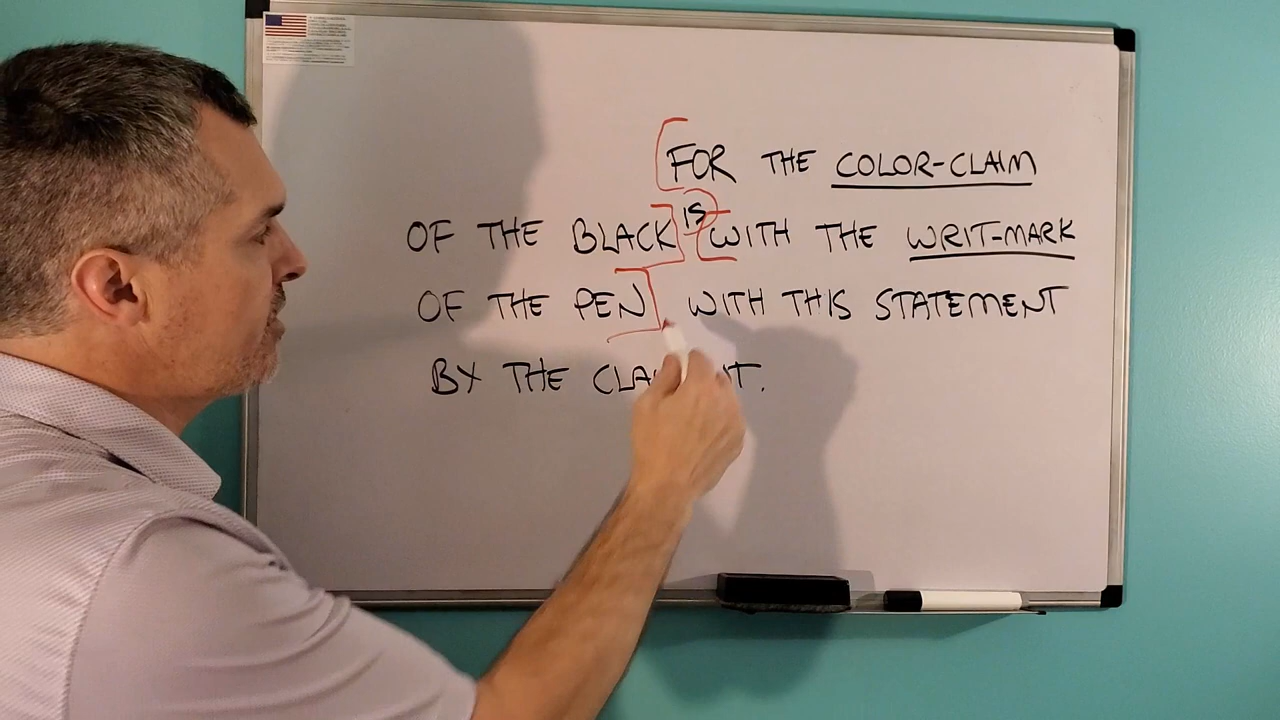 FOR THE COLOR-CLAIM
OF THE BLACK IS WITH THE WRIT-MARK
OF THE PEN WITH THIS STATEMENT
BY THE